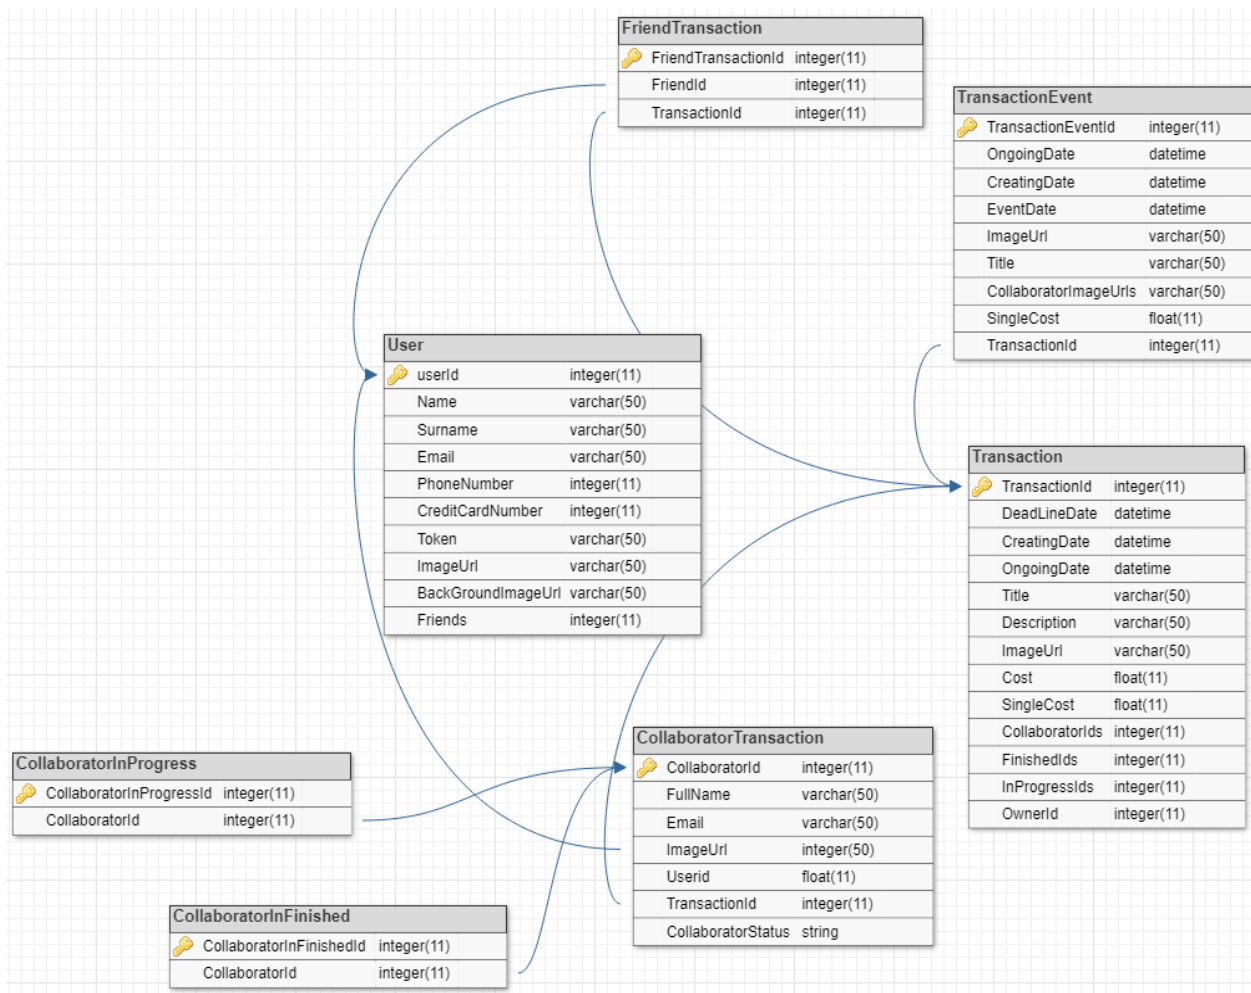 FriendTransaction
FriendTransactionId integer(11)
FriendId integer(11)
TransactionId integer(11)
TransactionEvent
TransactionEventId integer(11)
OngoingDate datetime
CreatingDate datetime
EventDate datetime
ImageUrl varchar(50)
Title varchar(50)
CollaboratorImageUrls varchar(50)
SingleCost float(11)
TransactionId integer(11)
User
userId integer(11)
Name varchar(50)
Surname varchar(50)
Email varchar(50)
PhoneNumber integer(11)
CreditCardNumber integer(11)
Token varchar(50)
ImageUrl varchar(50)
BackGroundImageUrl varchar(50)
Friends integer(11)
Transaction
TransactionId integer(11)
DeadLineDate datetime
CreatingDate datetime
OngoingDate datetime
Title varchar(50)
Description varchar(50)
ImageUrl varchar(50)
Cost float(11)
SingleCost float(11)
CollaboratorIds integer(11)
FinishedIds integer(11)
InProgressIds integer(11)
OwnerId integer(11)
CollaboratorTransaction
CollaboratorId integer(11)
FullName varchar(50)
Email varchar(50)
ImageUrl integer(50)
Userid float(11)
TransactionId integer(11)
CollaboratorStatus string
CollaboratorInProgress
CollaboratorInProgressId integer(11)
CollaboratorId integer(11)
CollaboratorInFinished
CollaboratorInFinishedId integer(11)
CollaboratorId integer(11)